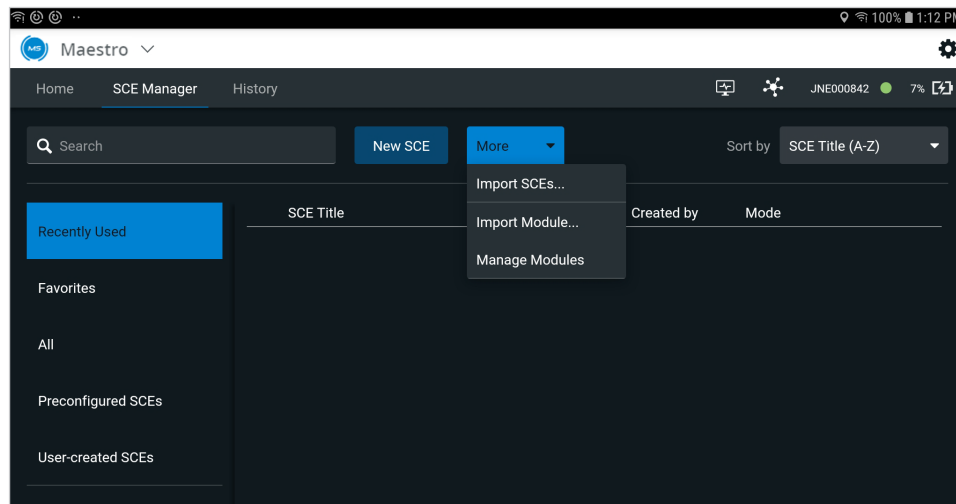 100% 1:12 PM
MS Maestro
Home SCE Manager History JNE000842 7%
Search New SCE More Sort by SCE Title (A-Z)
Import SCEs...
SCE Title Created by Mode
Import Module...
Recently Used
Manage Modules
Favorites
All
Preconfigured SCEs
User-created SCEs